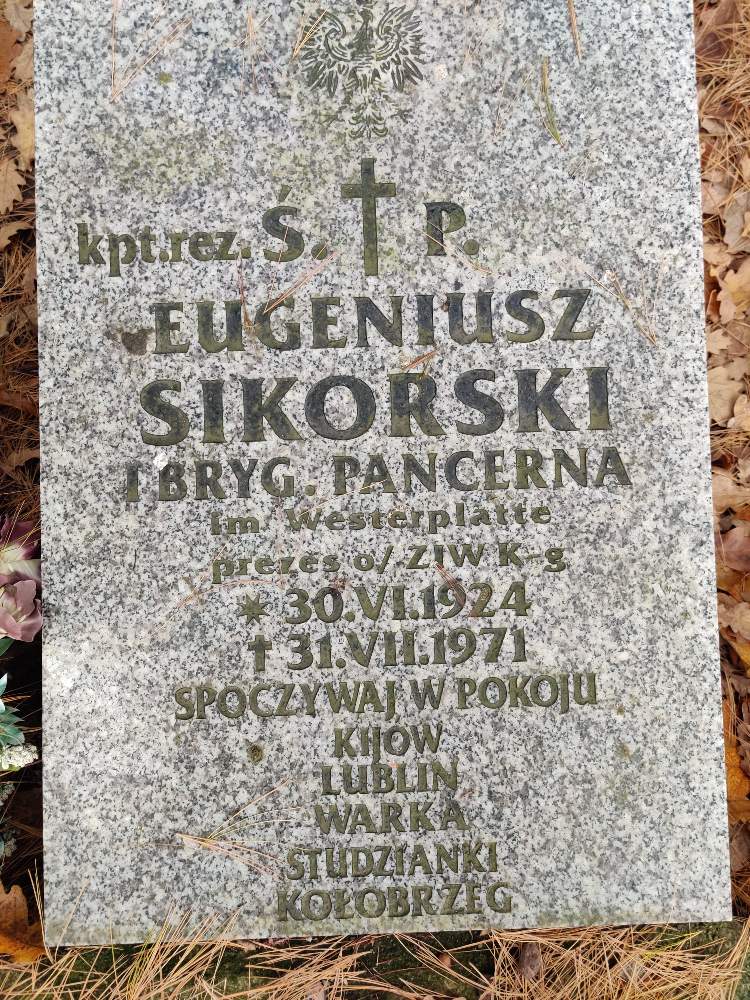 kpt.rez. Ś. P.
EUGENIUSZ
SIKORSKI
I BRYG. PANCERNA
Im. Westerplatte
prezes o/ ZIW K-g
* 30.VI.1924
† 31.VII.1971
SPOCZYWAJ W POKOJU
KIJOW
LUBLIN
WARKA
STUDZIANKI
KOŁOBRZEG